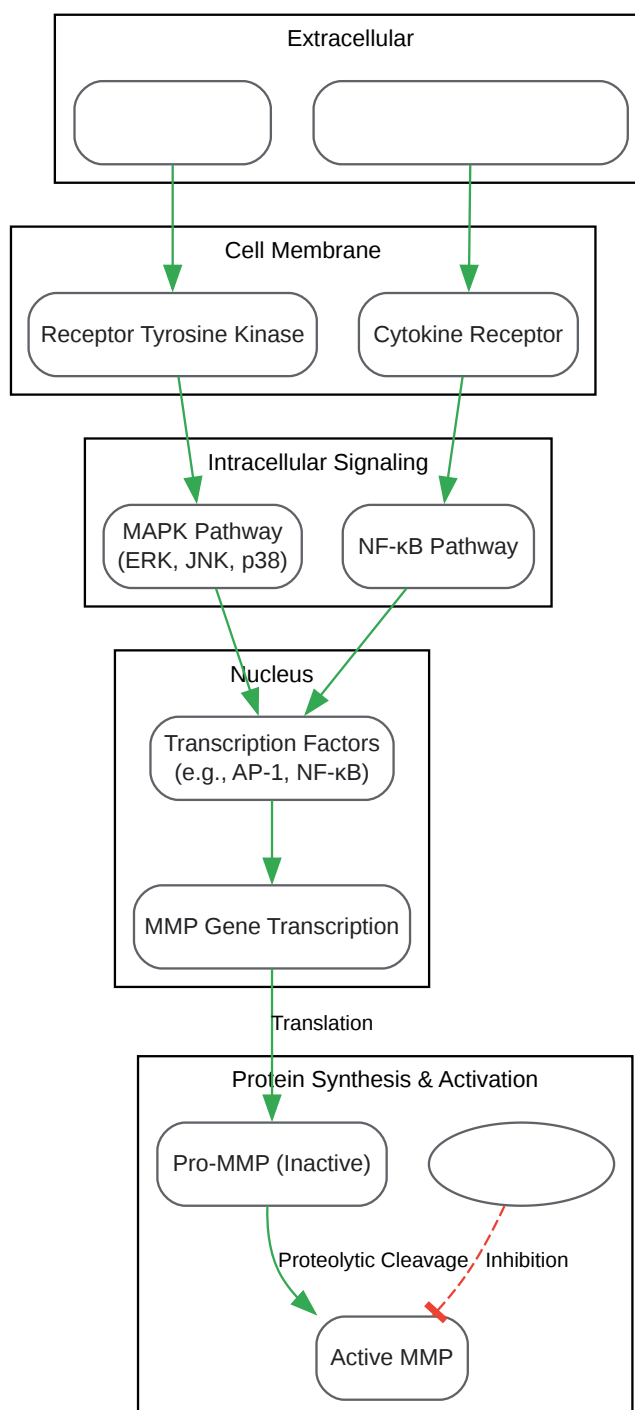 Extracellular
Cell Membrane
Receptor Tyrosine Kinase
Cytokine Receptor
Intracellular Signaling
MAPK Pathway
(ERK, JNK, p38)
NF-κB Pathway
Nucleus
Transcription Factors
(e.g., AP-1, NF-κB)
MMP Gene Transcription
Translation
Protein Synthesis & Activation
Pro-MMP (Inactive)
Proteolytic Cleavage
Inhibition
Active MMP